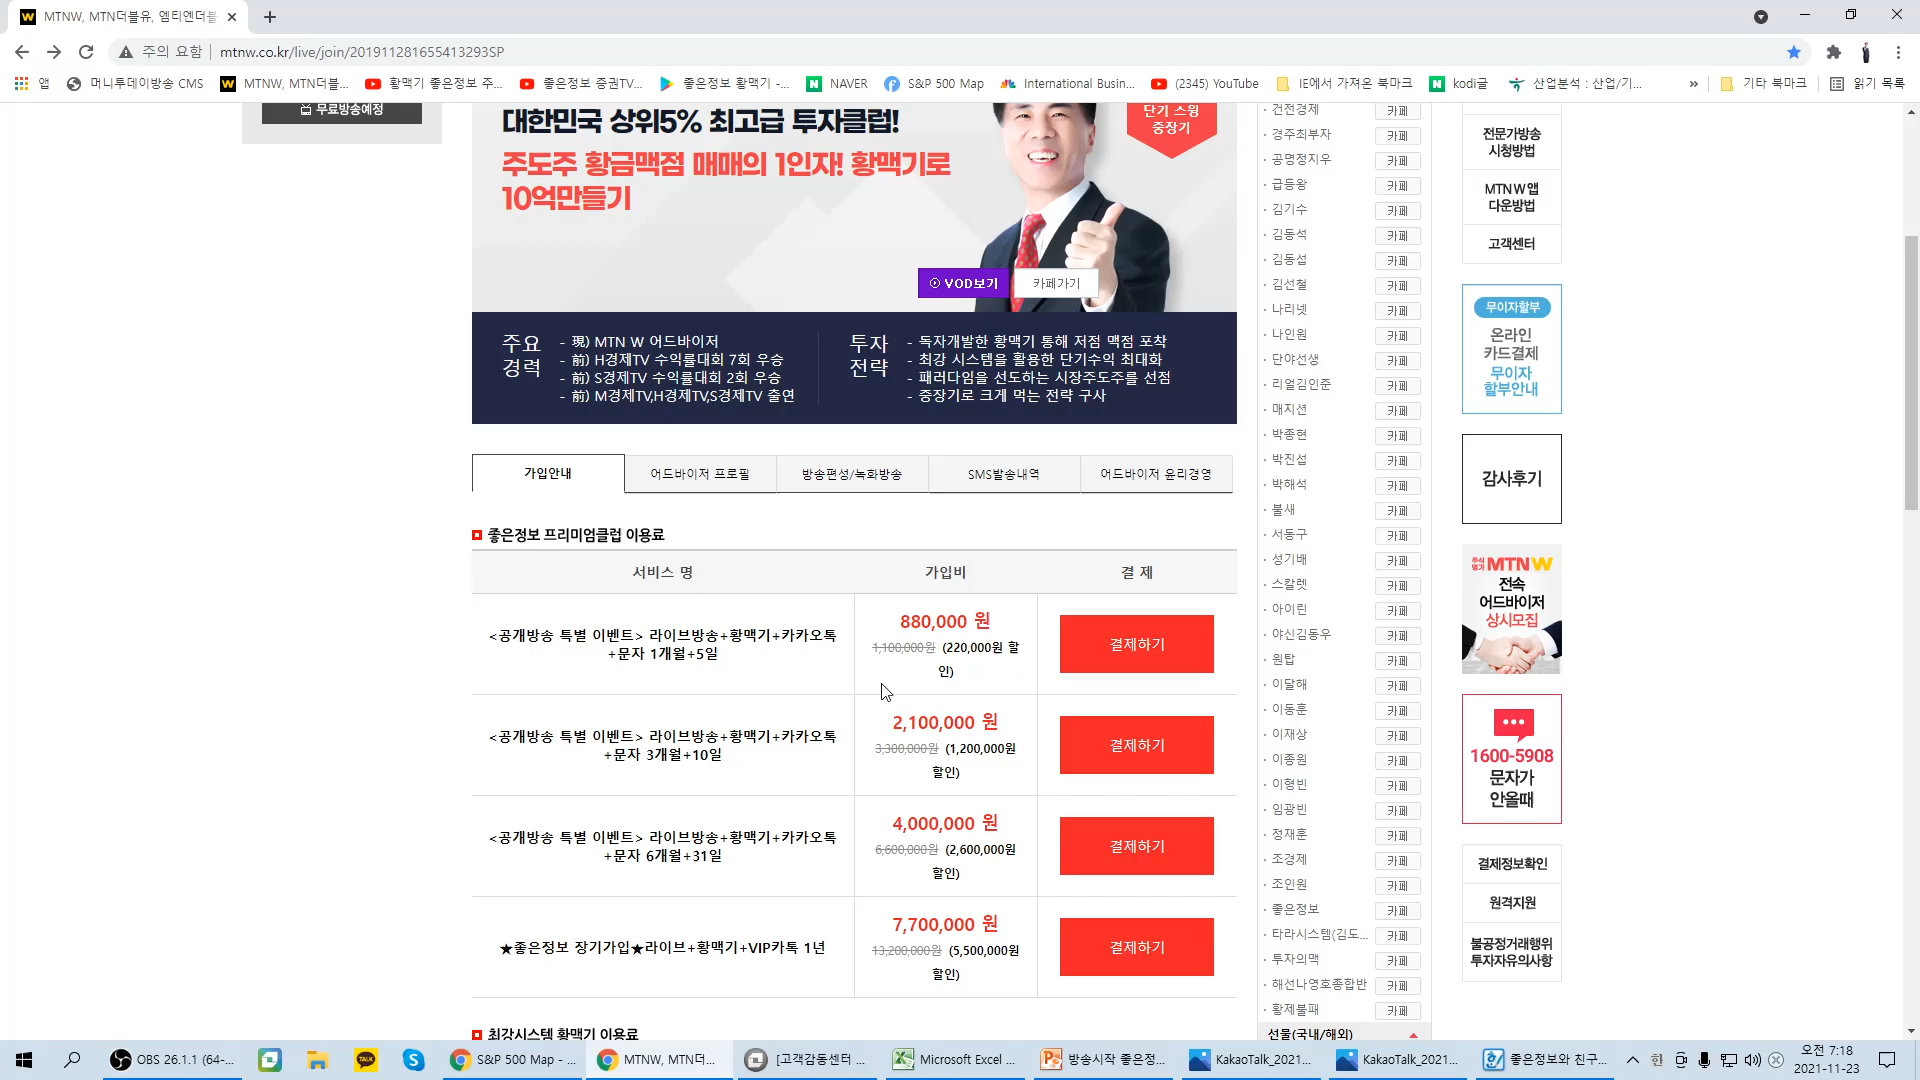 MTNW, MTN더블유, 엠티엔더블
주의 요함
mtnw.co.kr/live/join/201911281655413293SP
앱
머니투데이방송 CMS
MTNW, MTN더블...
황맥기 좋은정보 주...
좋은정보 증권TV...
좋은정보 황맥기 -...
NAVER
S&P 500 Map
International Busin...
(2345) YouTube
IE에서 가져온 북마크
kodi글
산업분석 : 산업/기...
»
기타 북마크
읽기 목록
무료방송예정
대한민국 상위5% 최고급 투자클럽!
주도주 황금맥점 매매의 1인자! 황맥기로
10억만들기
단기 스윙
중장기
VOD보기
카페가기
주요
경력
- 現) MTN W 어드바이저
- 前) H경제TV 수익률대회 7회 우승
- 前) S경제TV 수익률대회 2회 우승
- 前) M경제TV,H경제TV,S경제TV 출연
투자
전략
- 독자개발한 황맥기 통해 저점 맥점 포착
- 최강 시스템을 활용한 단기수익 최대화
- 패러다임을 선도하는 시장주도주를 선점
- 중장기로 크게 먹는 전략 구사
가입안내
어드바이저 프로필
방송편성/녹화방송
SMS발송내역
어드바이저 윤리경영
좋은정보 프리미엄클럽 이용료
서비스 명
가입비
결 제
<공개방송 특별 이벤트> 라이브방송+황맥기+카카오톡
+문자 1개월+5일
880,000 원
1,100,000원 (220,000원 할
인)
결제하기
<공개방송 특별 이벤트> 라이브방송+황맥기+카카오톡
+문자 3개월+10일
2,100,000 원
3,300,000원 (1,200,000원
할인)
결제하기
<공개방송 특별 이벤트> 라이브방송+황맥기+카카오톡
+문자 6개월+31일
4,000,000 원
6,600,000원 (2,600,000원
할인)
결제하기
★좋은정보 장기가입★라이브+황맥기+VIP카톡 1년
7,700,000 원
13,200,000원 (5,500,000원
할인)
결제하기
최강시스템 황맥기 이용료
· 건전경제 카페
· 경주최부자 카페
· 공명정지우 카페
· 급등왕 카페
· 김기수 카페
· 김동석 카페
· 김동섭 카페
· 김선철 카페
· 나리넷 카페
· 나인원 카페
· 단야선생 카페
· 리얼김인준 카페
· 매지션 카페
· 박종현 카페
· 박진섭 카페
· 박해석 카페
· 불새 카페
· 서동구 카페
· 성기배 카페
· 스칼렛 카페
· 아이린 카페
· 야신김동우 카페
· 원탑 카페
· 이달해 카페
· 이동훈 카페
· 이재상 카페
· 이종원 카페
· 이형빈 카페
· 임광빈 카페
· 정재훈 카페
· 조경제 카페
· 조인원 카페
· 좋은정보 카페
· 타라시스템(김도... 카페
· 투자의맥 카페
· 해선나영호종합반 카페
· 황제불패 카페
선물(국내/해외)
전문가방송
시청방법
MTN W 앱
다운방법
고객센터
무이자할부
온라인
카드결제
무이자
할부안내
감사후기
주식
명가 MTNW
전속
어드바이저
상시모집
1600-5908
문자가
안올때
결제정보확인
원격지원
불공정거래행위
투자자유의사항
OBS 26.1.1 (64-...
TALK
S&P 500 Map - ...
MTNW, MTN더...
[고객감동센터 ...
Microsoft Excel ...
방송시작 좋은정...
KakaoTalk_2021...
KakaoTalk_2021...
좋은정보와 친구...
한
오전 7:18
2021-11-23